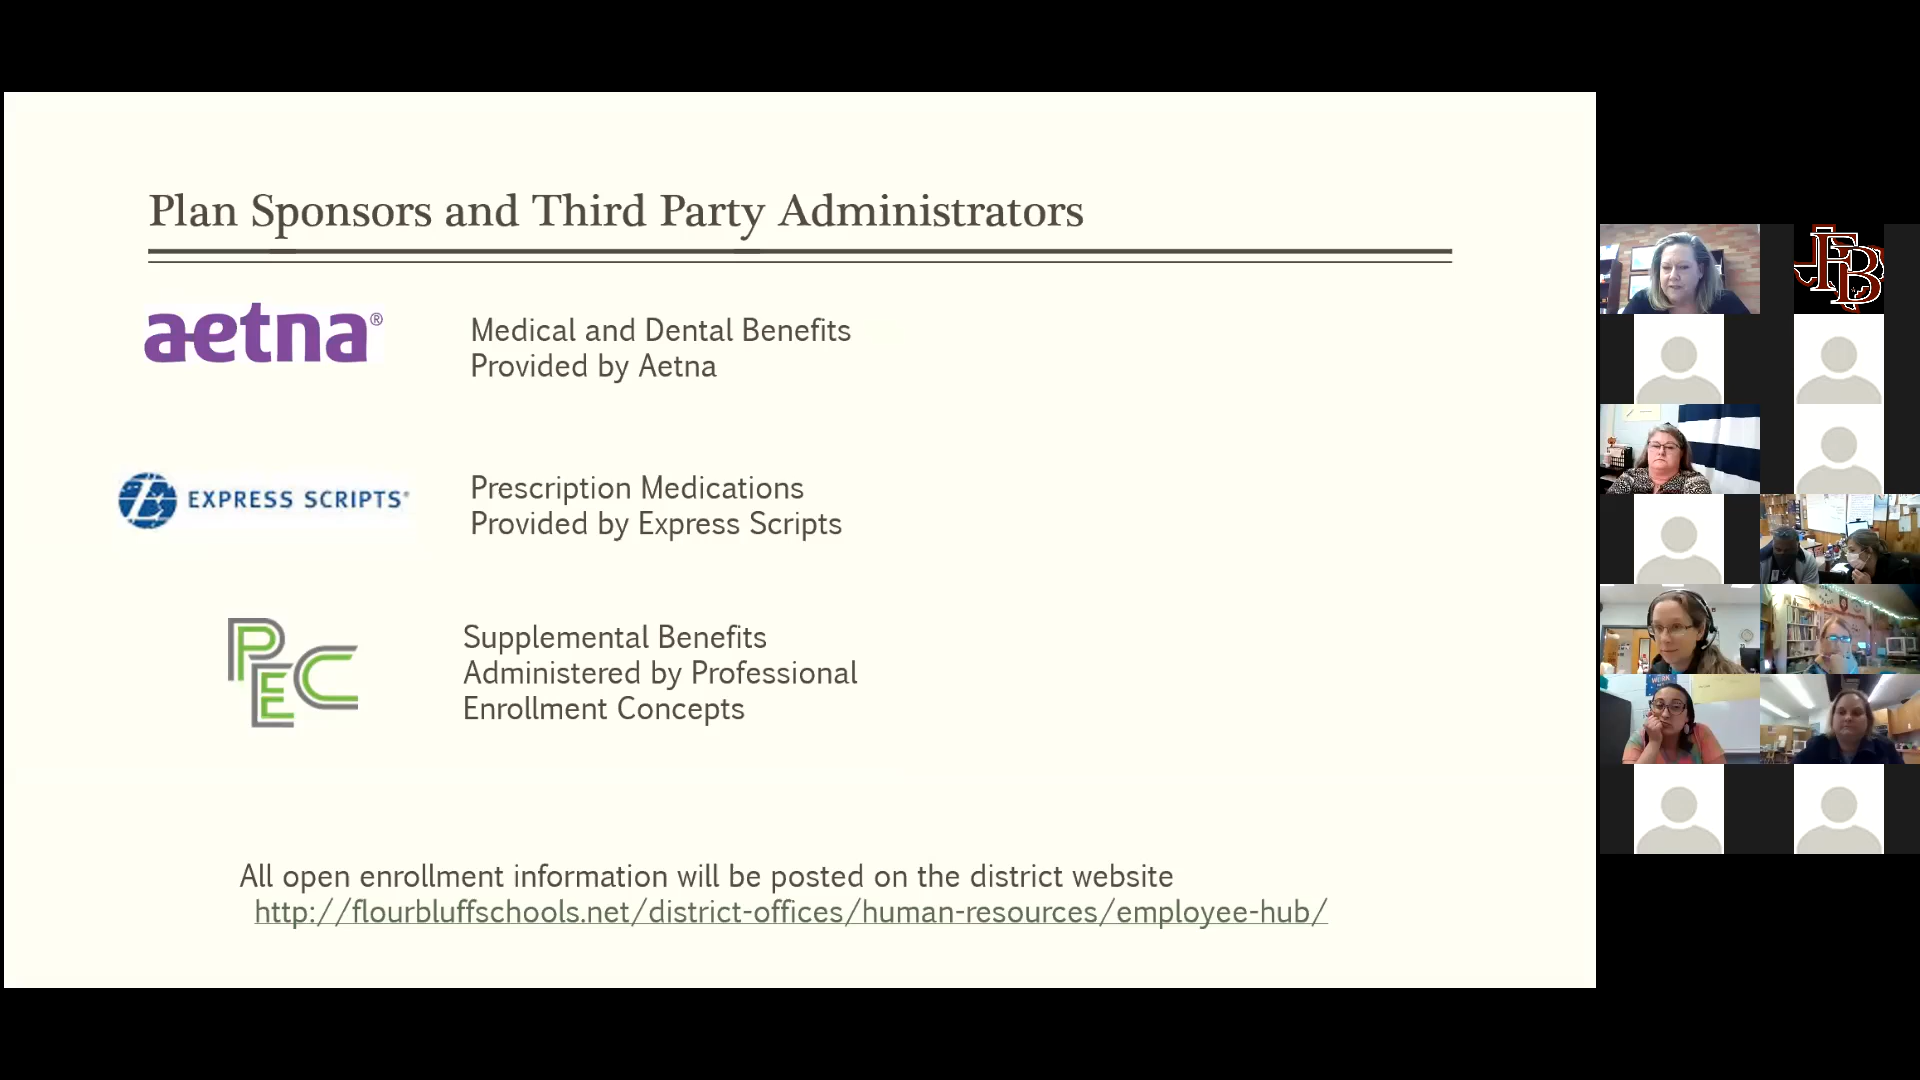 Plan Sponsors and Third Party Administrators
aetna®
Medical and Dental Benefits
Provided by Aetna
EXPRESS SCRIPTS®
Prescription Medications
Provided by Express Scripts
PEC
Supplemental Benefits
Administered by Professional
Enrollment Concepts
All open enrollment information will be posted on the district website
http://flourbluffschools.net/district-offices/human-resources/employee-hub/
FB
WORK